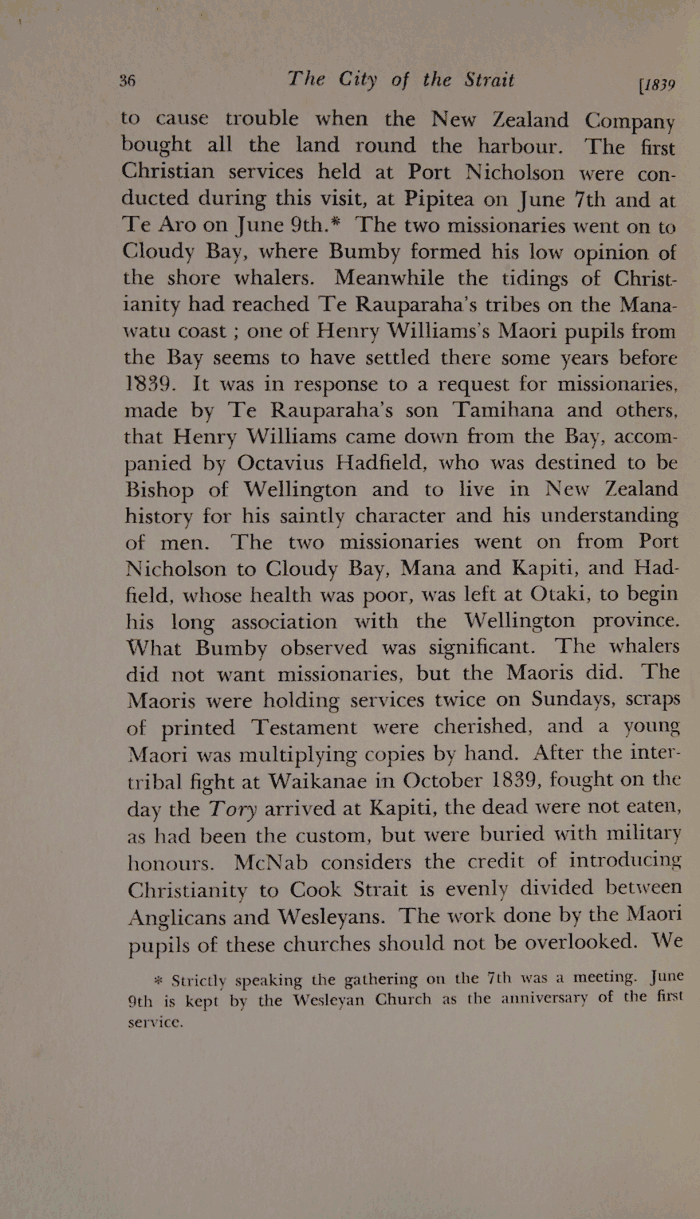 36 The City of the Strait [1839
to cause trouble when the New Zealand Company
bought all the land round the harbour. The first
Christian services held at Port Nicholson were con-
ducted during this visit, at Pipitea on June 7th and at
Te Aro on June 9th.* The two missionaries went on to
Cloudy Bay, where Bumby formed his low opinion of
the shore whalers. Meanwhile the tidings of Christ-
ianity had reached Te Rauparaha's tribes on the Mana-
watu coast ; one of Henry Williams's Maori pupils from
the Bay seems to have settled there some years before
1839. It was in response to a request for missionaries,
made by Te Rauparaha's son Tamihana and others,
that Henry Williams came down from the Bay, accom-
panied by Octavius Hadfield, who was destined to be
Bishop of Wellington and to live in New Zealand
history for his saintly character and his understanding
of men. The two missionaries went on from Port
Nicholson to Cloudy Bay, Mana and Kapiti, and Had-
field, whose health was poor, was left at Otaki, to begin
his long association with the Wellington province.
What Bumby observed was significant. The whalers
did not want missionaries, but the Maoris did. The
Maoris were holding services twice on Sundays, scraps
of printed Testament were cherished, and a young
Maori was multiplying copies by hand. After the inter-
tribal fight at Waikanae in October 1839, fought on the
day the Tory arrived at Kapiti, the dead were not eaten,
as had been the custom, but were buried with military
honours. McNab considers the credit of introducing
Christianity to Cook Strait is evenly divided between
Anglicans and Wesleyans. The work done by the Maori
pupils of these churches should not be overlooked. We
* Strictly speaking the gathering on the 7th was a meeting. June
9th is kept by the Wesleyan Church as the anniversary of the first
service.